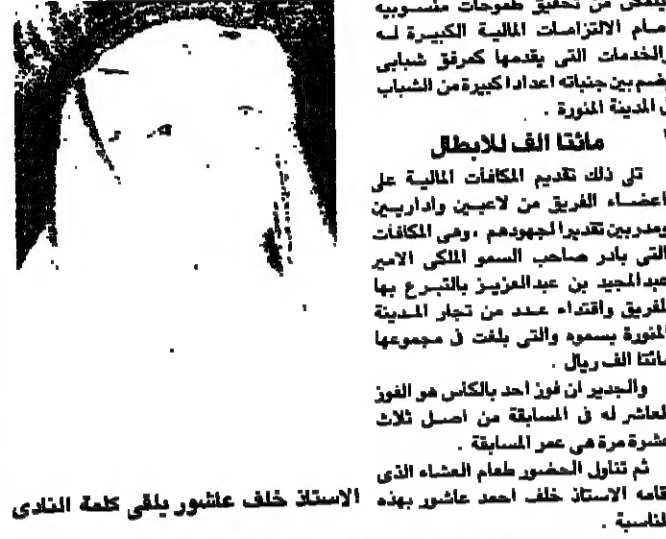 يتمكن من تحقيق طموحات منسوبيه
امام الالتزامات المالية الكبيرة له
والخدمات التى يقدمها كمرفق شبابى
يضم بين جنباته اعدادا كبيرة من الشباب
فى المدينة المنورة .
مائتا الف للابطال
تلى ذلك تقديم المكافات المالية على
اعضاء الفريق من لاعبين واداريين
ومدربين تقديرا لجهودهم ، وهى المكافات
التى بادر صاحب السمو الملكى الامير
عبدالمجيد بن عبدالعزيز بالتبرع بها
للفريق واقتداء عدد من تجار المدينة
المنورة بسموه والتى بلغت فى مجموعها
مائتا الف ريال .
والجدير ان فوز احد بالكاس هو الفوز
العاشر له فى المسابقة من اصل ثلاث
عشرة مرة هى عمر المسابقة .
ثم تناول الحضور طعام العشاء الذى
اقامه الاستاذ خلف احمد عاشور بهذه
المناسبة .
الاستاذ خلف عاشور يلقى كلمة النادى